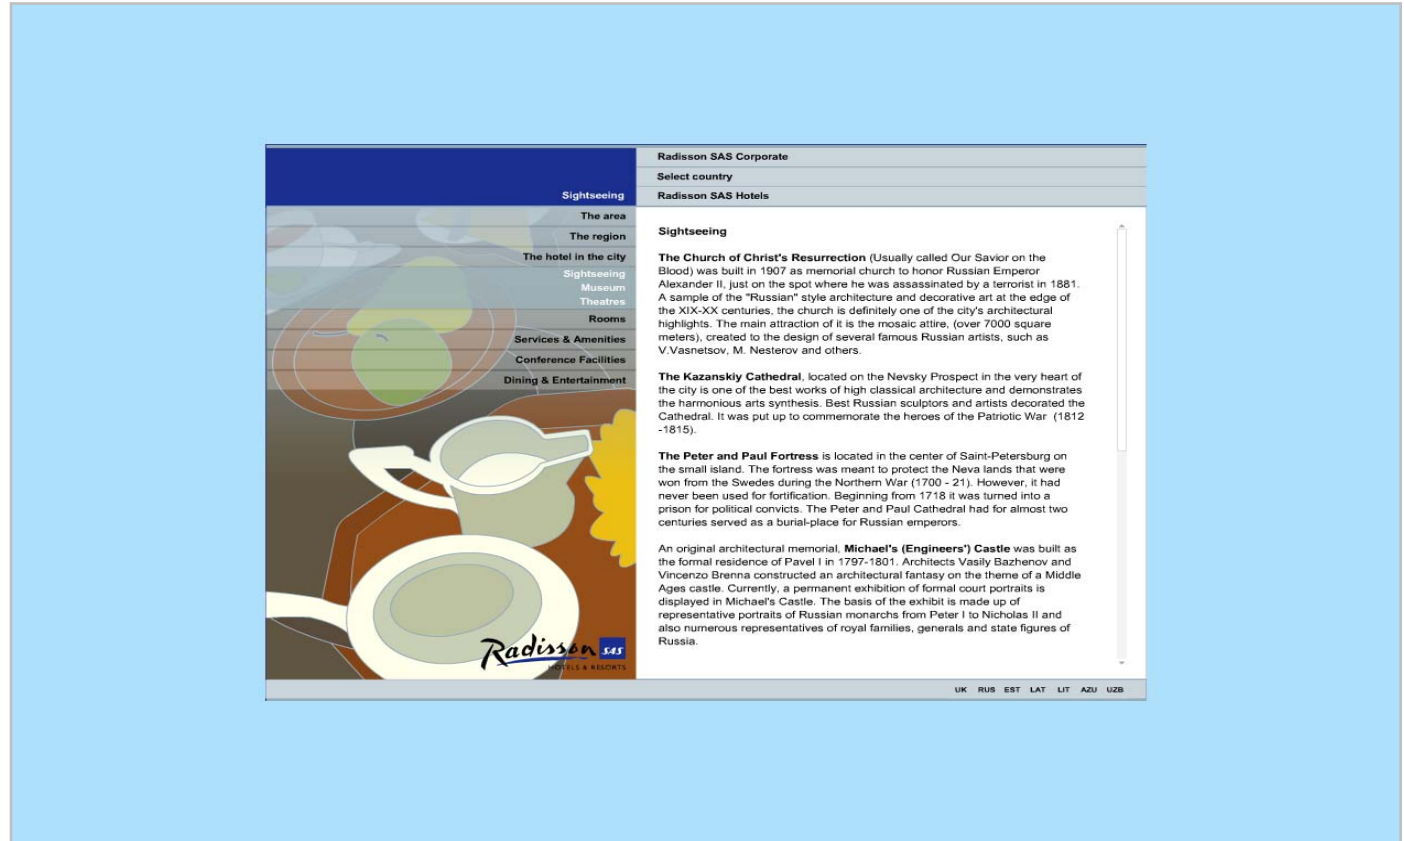 Radisson SAS Corporate
Select country
Radisson SAS Hotels
Sightseeing
The area
The region
The hotel in the city
Sightseeing
Museum
Theatres
Rooms
Services & Amenities
Conference Facilities
Dining & Entertainment
Radisson SAS
HOTELS & RESORTS
Sightseeing
The Church of Christ's Resurrection (Usually called Our Savior on the
Blood) was built in 1907 as memorial church to honor Russian Emperor
Alexander II, just on the spot where he was assassinated by a terrorist in 1881.
A sample of the "Russian" style architecture and decorative art at the edge of
the XIX-XX centuries, the church is definitely one of the city's architectural
highlights. The main attraction of it is the mosaic attire, (over 7000 square
meters), created to the design of several famous Russian artists, such as
V.Vasnetsov, M. Nesterov and others.
The Kazanskiy Cathedral, located on the Nevsky Prospect in the very heart of
the city is one of the best works of high classical architecture and demonstrates
the harmonious arts synthesis. Best Russian sculptors and artists decorated the
Cathedral. It was put up to commemorate the heroes of the Patriotic War (1812
-1815).
The Peter and Paul Fortress is located in the center of Saint-Petersburg on
the small island. The fortress was meant to protect the Neva lands that were
won from the Swedes during the Northern War (1700 - 21). However, it had
never been used for fortification. Beginning from 1718 it was turned into a
prison for political convicts. The Peter and Paul Cathedral had for almost two
centuries served as a burial-place for Russian emperors.
An original architectural memorial, Michael's (Engineers') Castle was built as
the formal residence of Pavel I in 1797-1801. Architects Vasily Bazhenov and
Vincenzo Brenna constructed an architectural fantasy on the theme of a Middle
Ages castle. Currently, a permanent exhibition of formal court portraits is
displayed in Michael's Castle. The basis of the exhibit is made up of
representative portraits of Russian monarchs from Peter I to Nicholas II and
also numerous representatives of royal families, generals and state figures of
Russia.
UK RUS EST LAT LIT AZU UZB